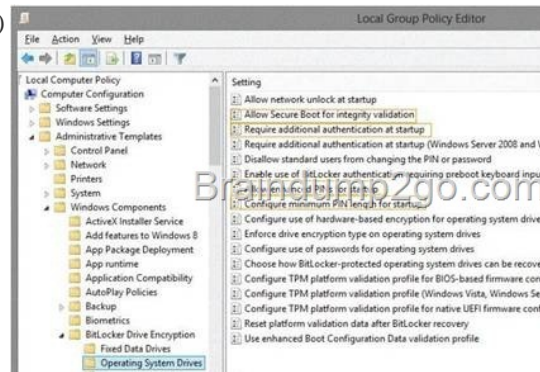 )
Local Group Policy Editor
File Action View Help
Local Computer Policy
Computer Configuration
Software Settings
Windows Settings
Administrative Templates
Control Panel
Network
Printers
System
Windows Components
ActiveX Installer Service
Add features to Windows 8
App Package Deployment
App runtime
Application Compatibility
AutoPlay Policies
Backup
Biometrics
BitLocker Drive Encryption
Fixed Data Drives
Operating System Drives
Setting
Allow network unlock at startup
Allow Secure Boot for integrity validation
Require additional authentication at startup
Require additional authentication at startup (Windows Server 2008 and
Disallow standard users from changing the PIN or password
Enable use of BitLocker authentication requiring preboot keyboard inpu
Allow enhanced PINs for startup
Configure minimum PIN length for startup
Configure use of hardware-based encryption for operating system drive
Enforce drive encryption type on operating system drives
Configure use of passwords for operating system drives
Choose how BitLocker-protected operating system drives can be recove
Configure TPM platform validation profile for BIOS-based firmware con
Configure TPM platform validation profile (Windows Vista, Windows Se
Configure TPM platform validation profile for native UEFI firmware con
Reset platform validation data after BitLocker recovery
Use enhanced Boot Configuration Data validation profile
Braindump2go.com